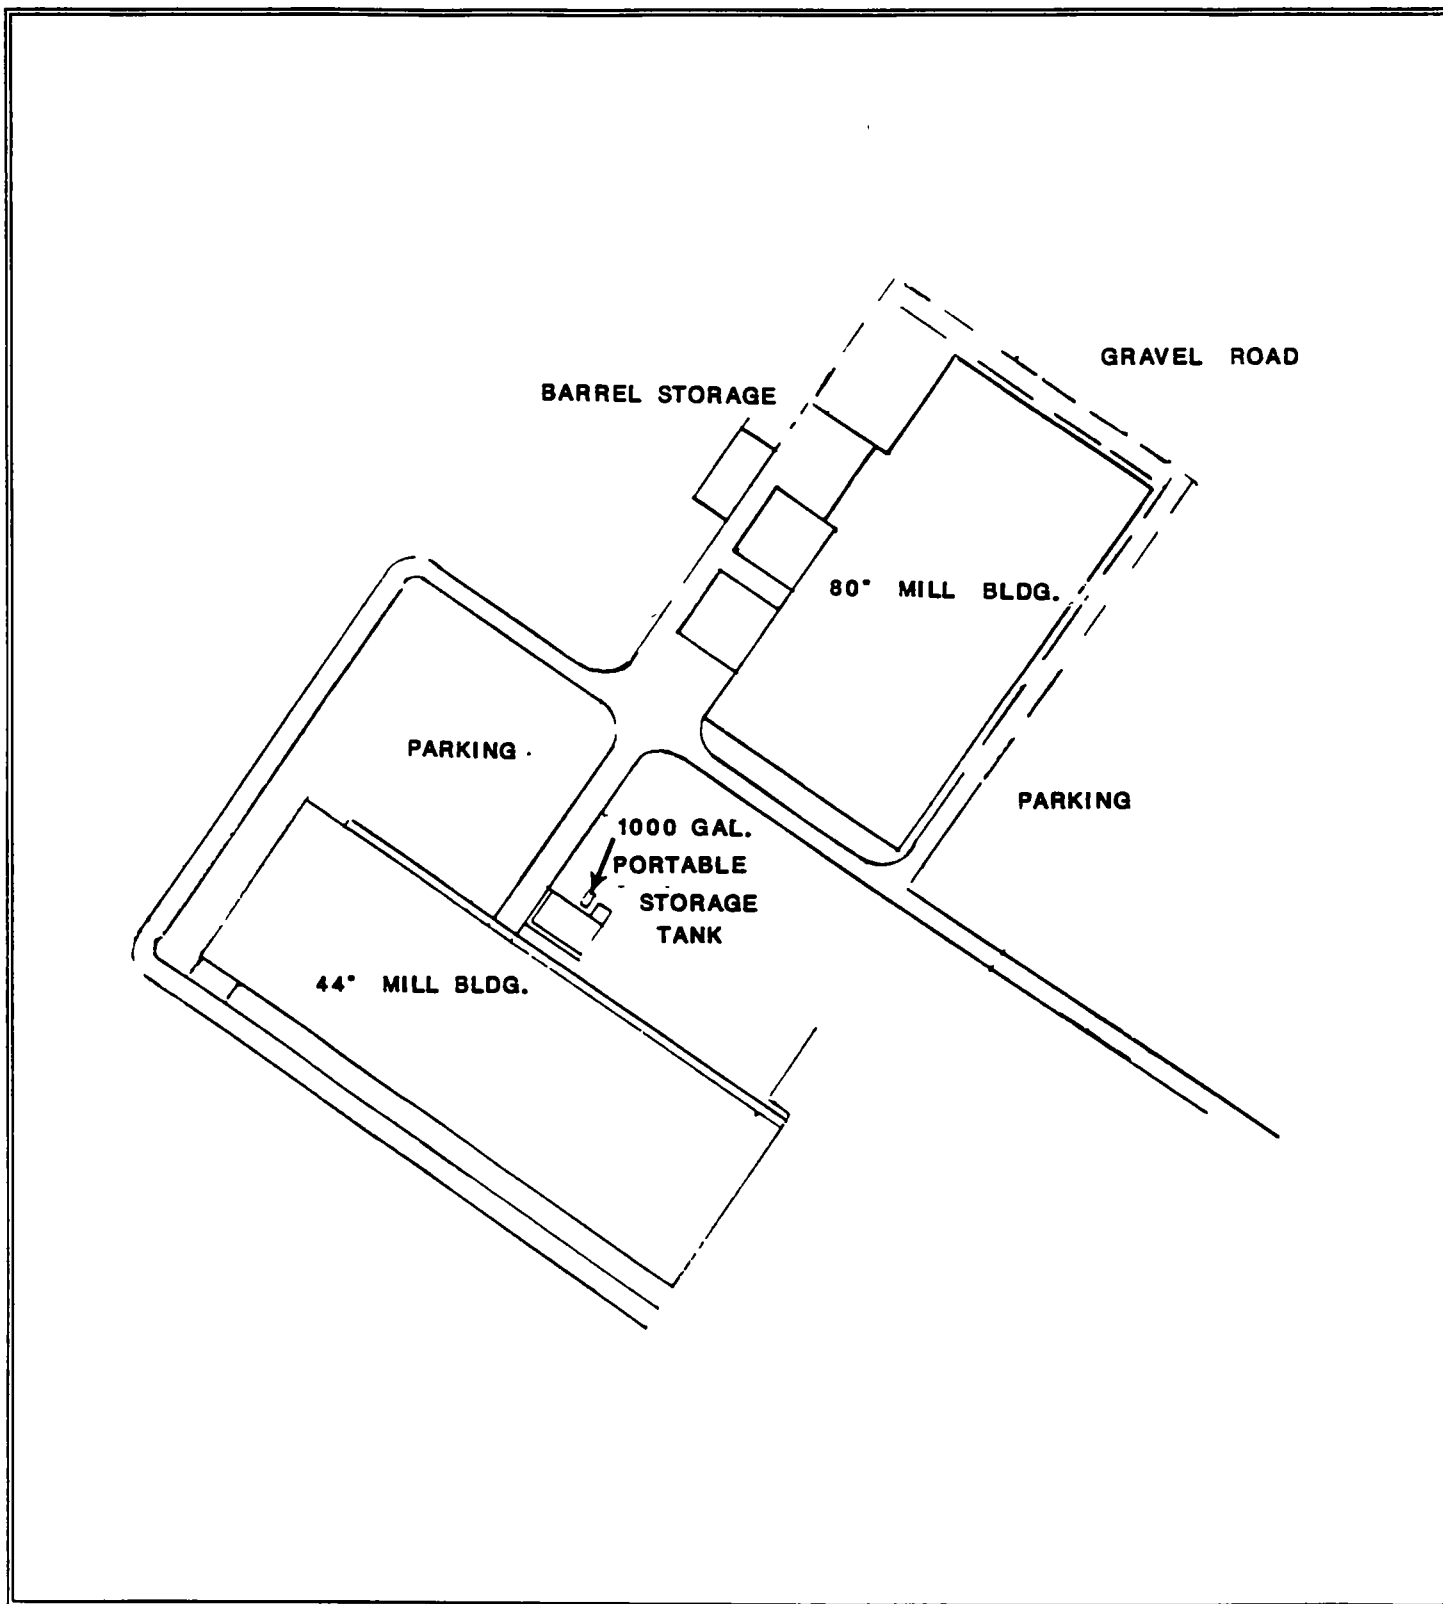 GRAVEL ROAD
BARREL STORAGE
80" MILL BLDG.
PARKING
PARKING
1000 GAL.
PORTABLE
STORAGE
TANK
44" MILL BLDG.